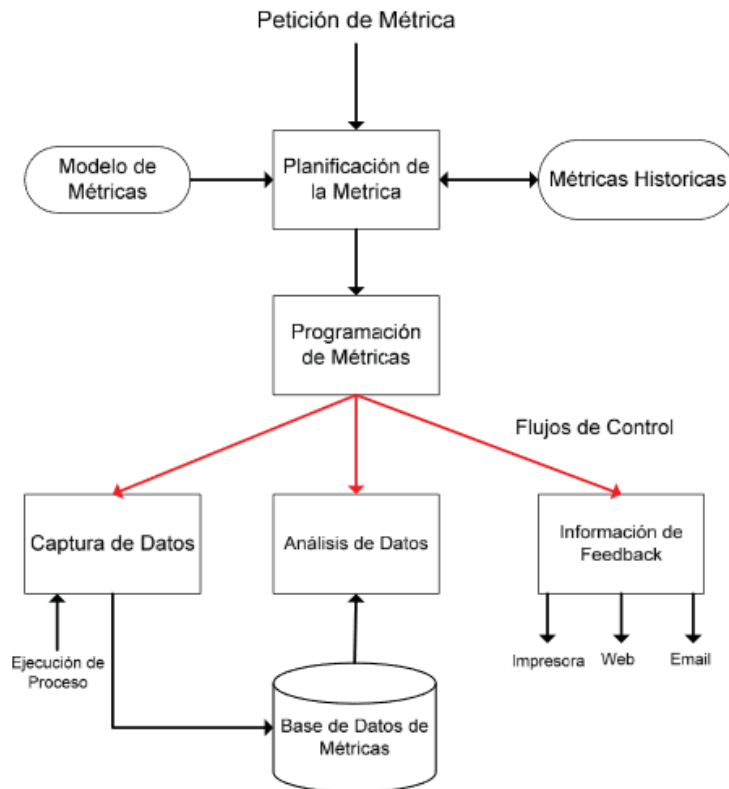 Petición de Métrica
Modelo de
Métricas
Planificación de
la Metrica
Métricas Historicas
Programación
de Métricas
Flujos de Control
Captura de Datos
Análisis de Datos
Información de
Feedback
Ejecución de
Proceso
Impresora
Web
Email
Base de Datos de
Métricas